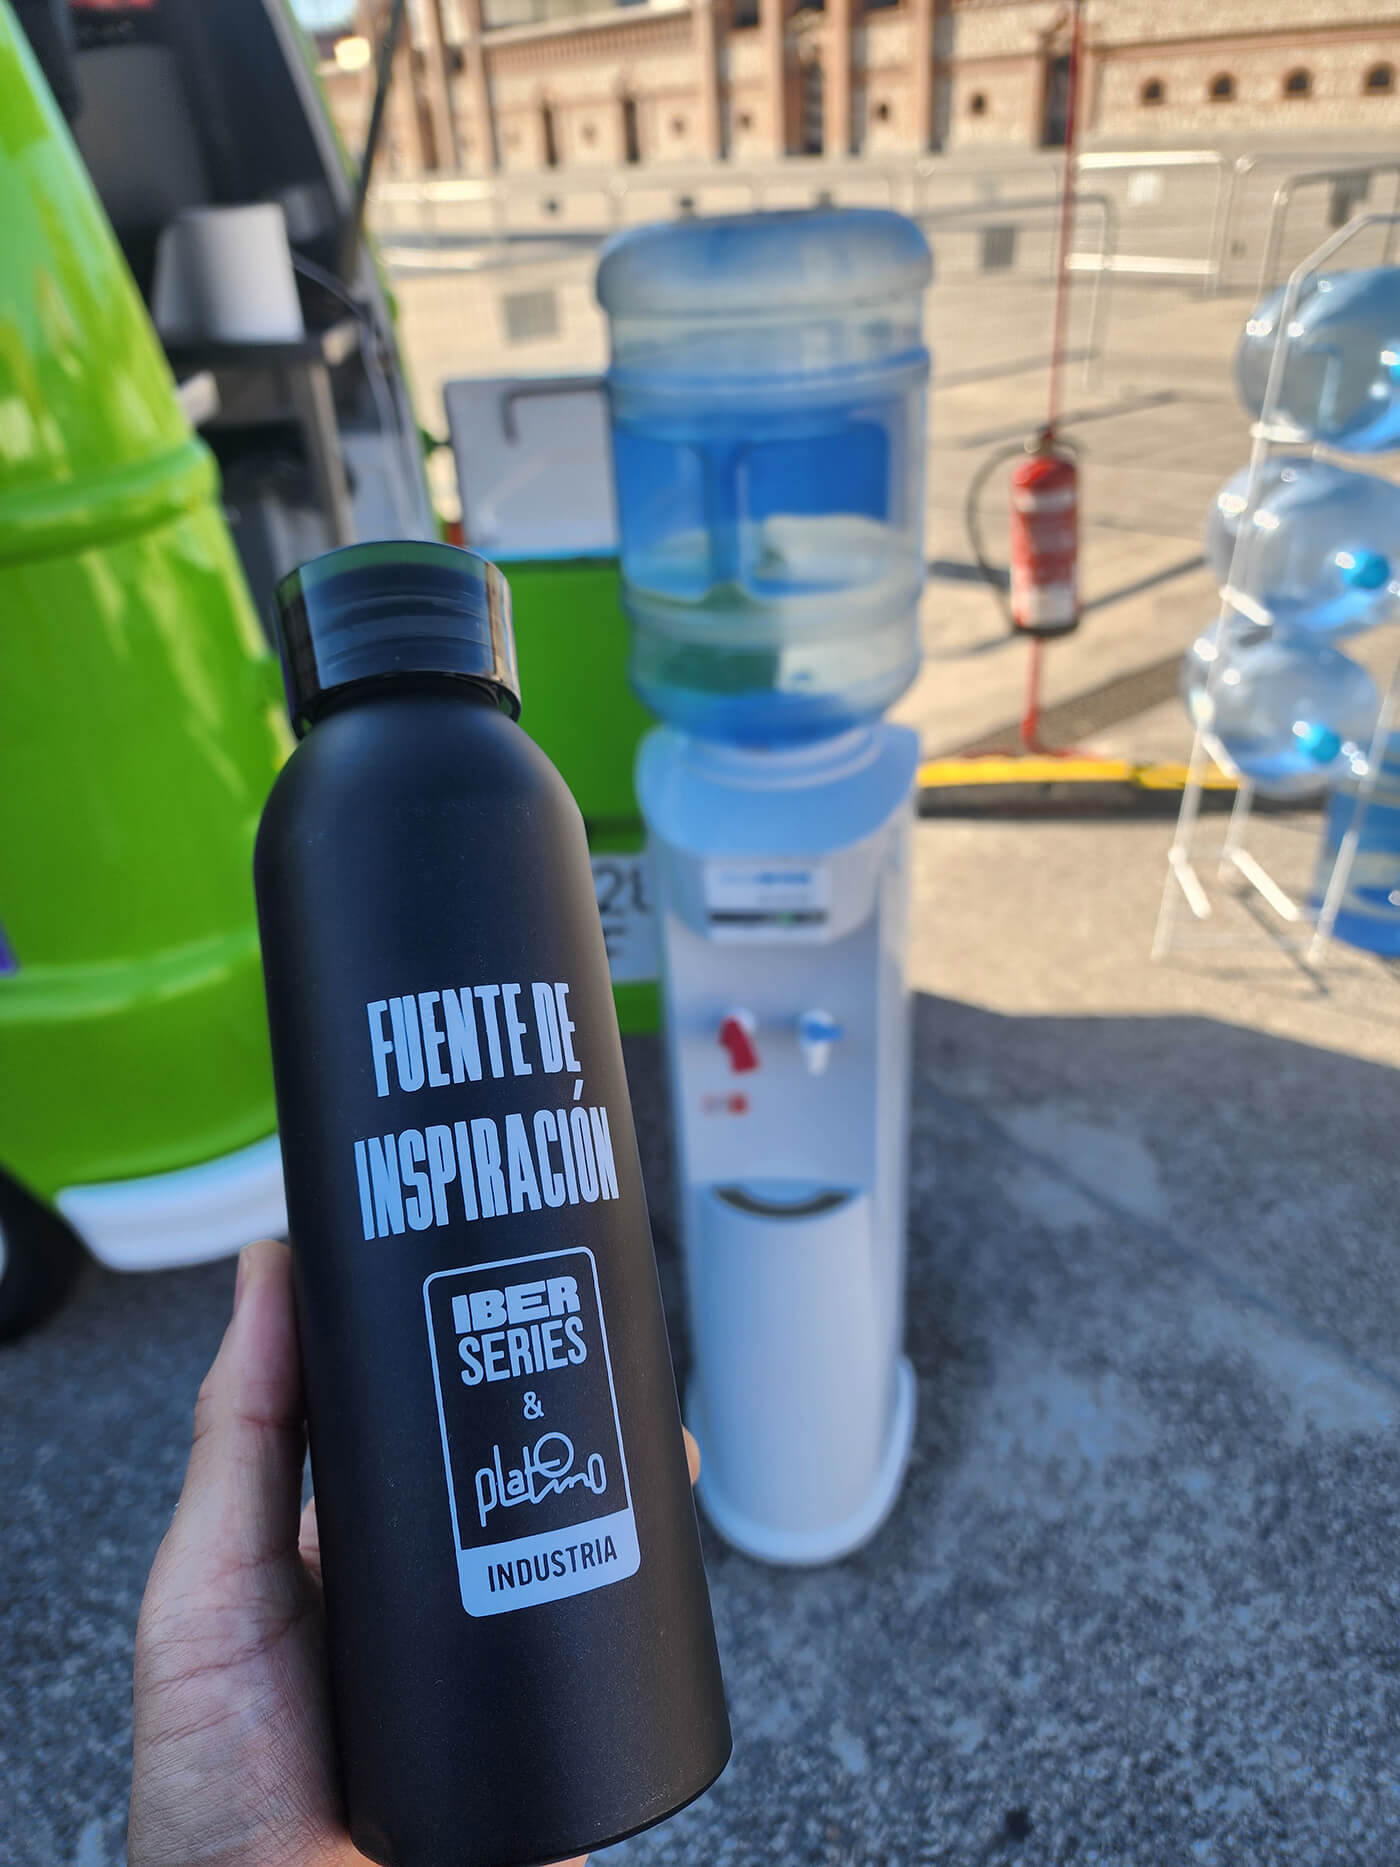 FUENTE DE
INSPIRACIÓN
IBER
SERIES
&
platino
INDUSTRIA